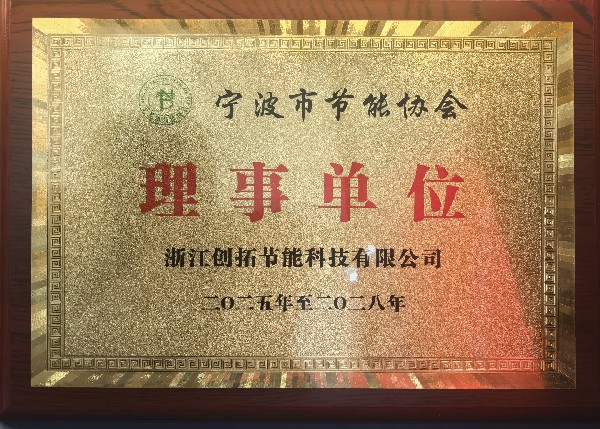 宁波市节能协会
理事单位
浙江创拓节能科技有限公司
二〇二五年至二〇二八年